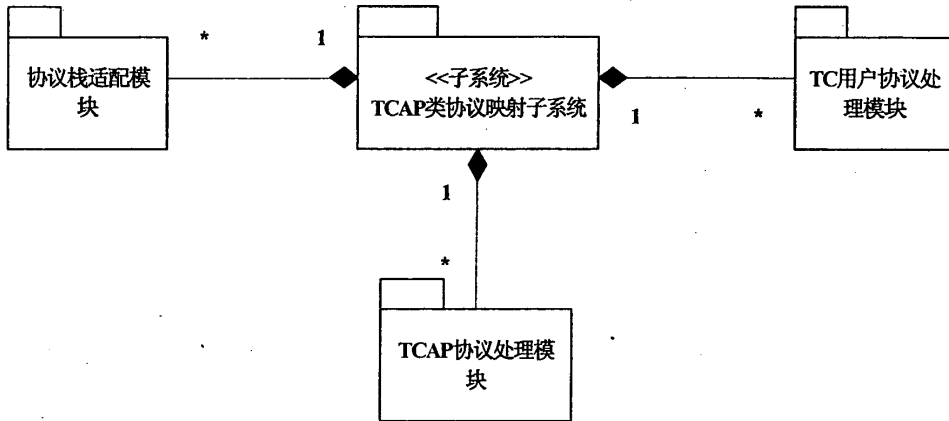 * 1
协议栈适配模
块
<<子系统>>
TCAP类协议映射子系统
TC用户协议处
理模块
1 *
1
*
TCAP协议处理模
块